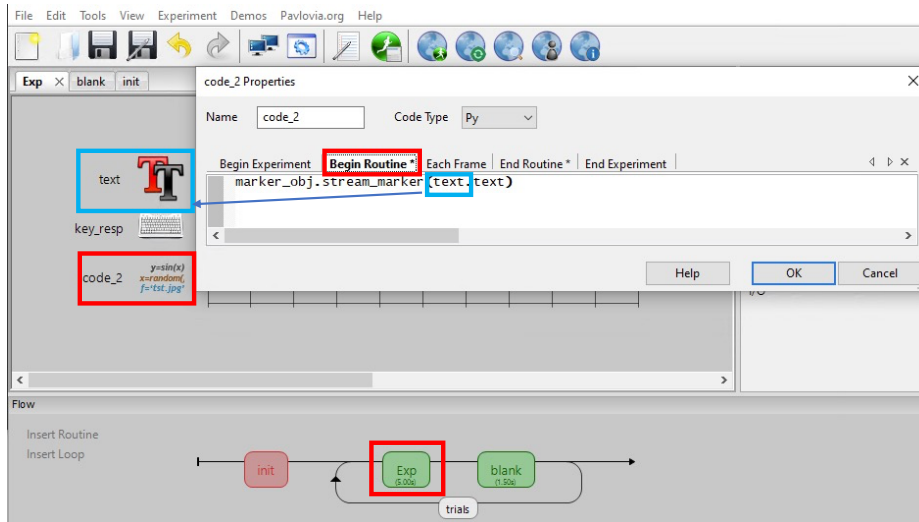 File Edit Tools View Experiment Demos Pavlovia.org Help
Exp × blank init
code_2 Properties
Name code_2 Code Type Py
Begin Experiment Begin Routine * Each Frame End Routine * End Experiment
marker_obj.stream_marker(text.text)
text
key_resp
code_2 y=sin(x)
x=random(,
f='tst.jpg'
Help OK Cancel
I/O
Flow
Insert Routine
Insert Loop
init Exp blank
(5.00s) (1.50s)
trials